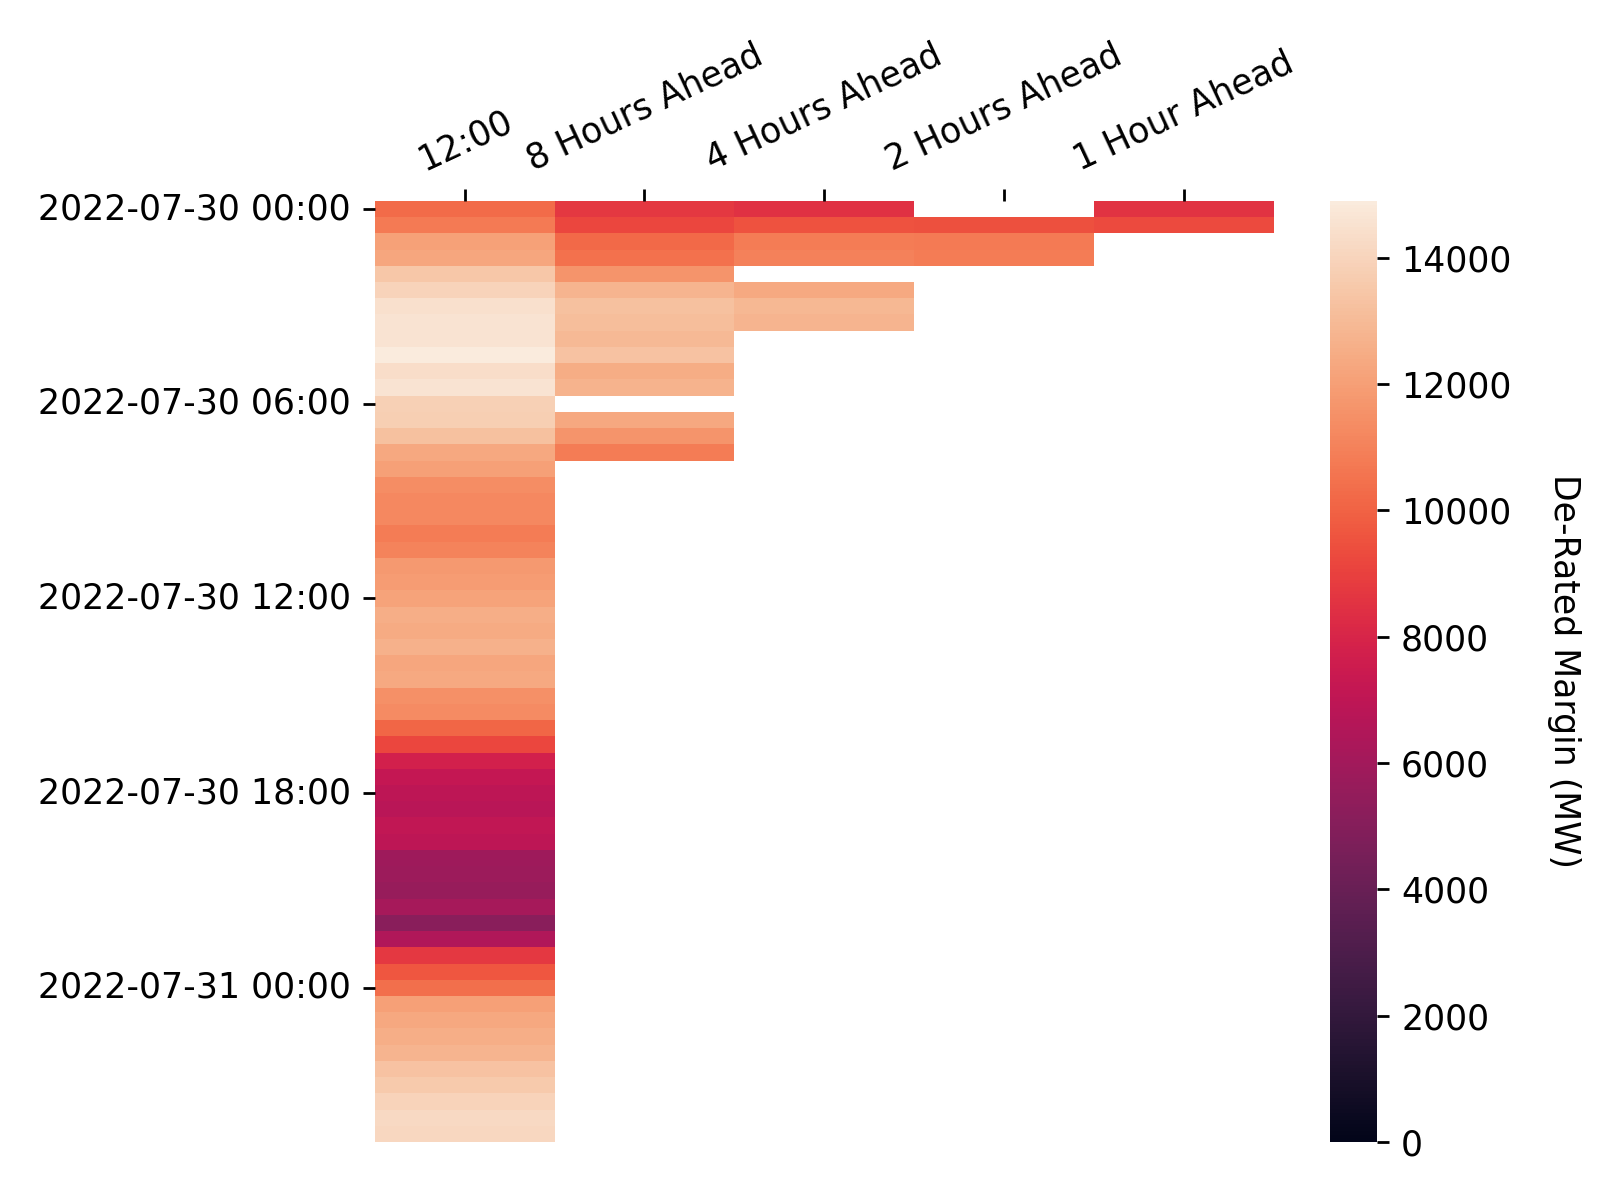 12:00
8 Hours Ahead
4 Hours Ahead
2 Hours Ahead
1 Hour Ahead
2022-07-30 00:00
2022-07-30 06:00
2022-07-30 12:00
2022-07-30 18:00
2022-07-31 00:00
14000
12000
10000
8000
6000
4000
2000
0
De-Rated Margin (MW)